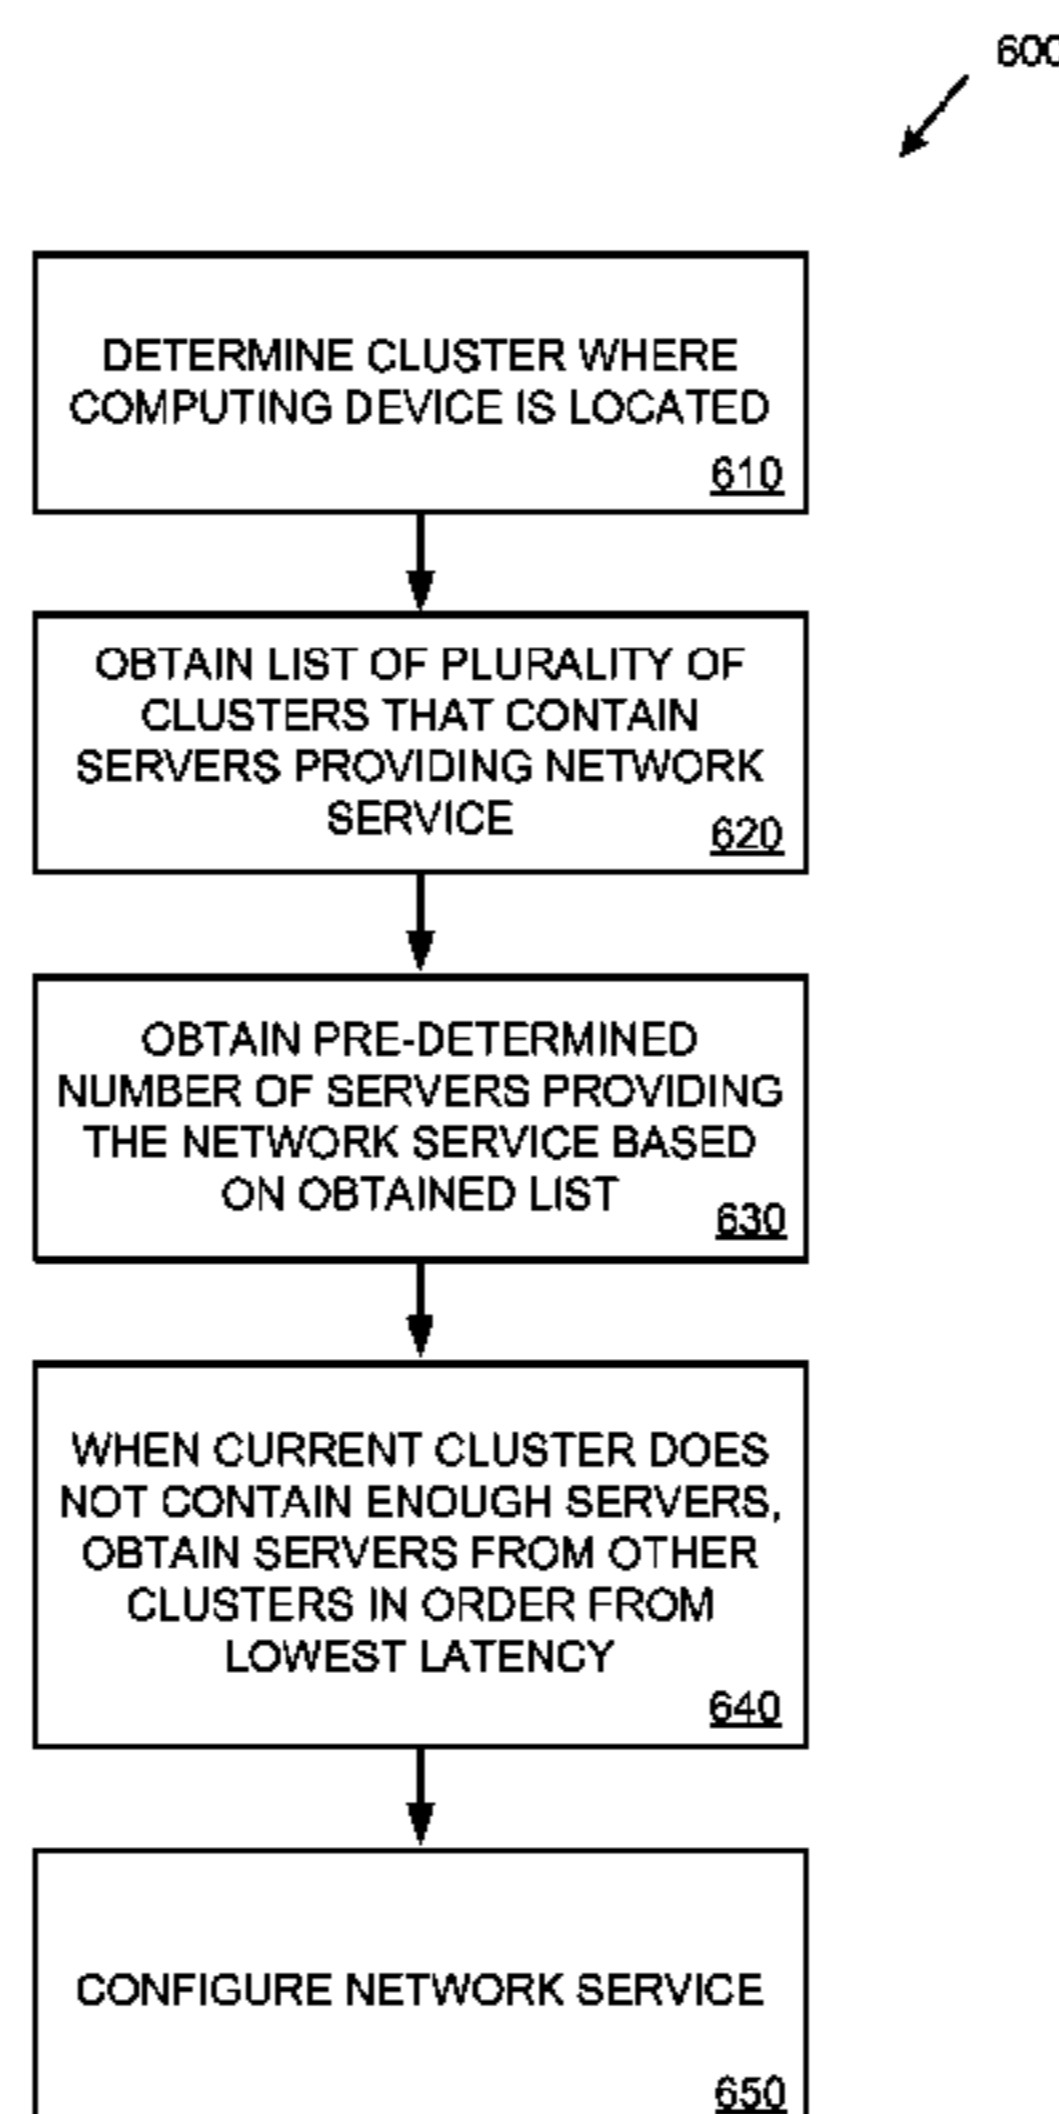 600
DETERMINE CLUSTER WHERE
COMPUTING DEVICE IS LOCATED
610
OBTAIN LIST OF PLURALITY OF
CLUSTERS THAT CONTAIN
SERVERS PROVIDING NETWORK
SERVICE
620
OBTAIN PRE-DETERMINED
NUMBER OF SERVERS PROVIDING
THE NETWORK SERVICE BASED
ON OBTAINED LIST
630
WHEN CURRENT CLUSTER DOES
NOT CONTAIN ENOUGH SERVERS,
OBTAIN SERVERS FROM OTHER
CLUSTERS IN ORDER FROM
LOWEST LATENCY
640
CONFIGURE NETWORK SERVICE
650